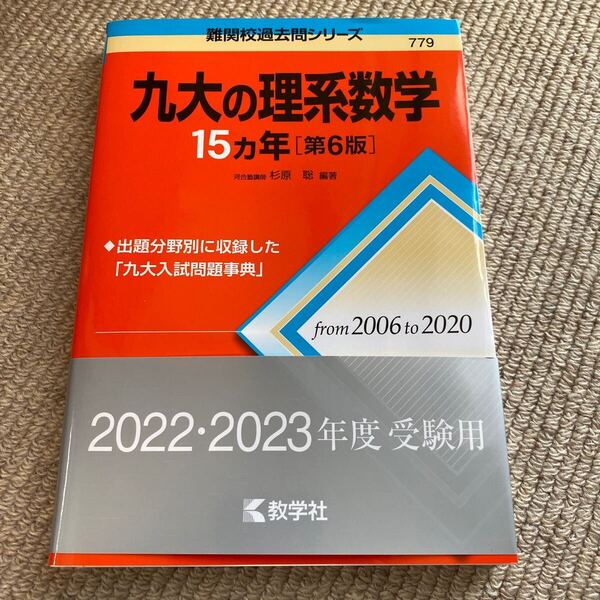 難関校過去問シリーズ
779
九大の理系数学
15カ年［第6版］
河合塾講師 杉原 聡 編著
◆出題分野別に収録した
「九大入試問題事典」
from 2006 to 2020
2022・2023年度 受験用
教学社